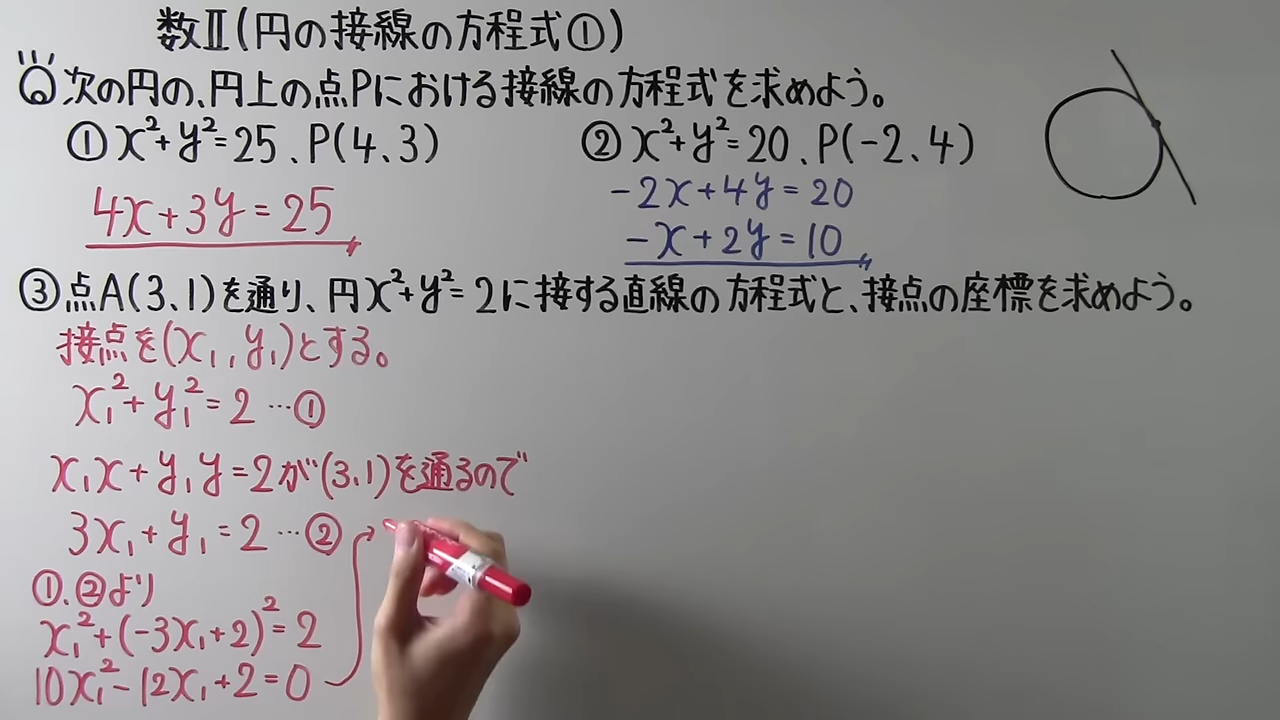 数Ⅱ(円の接線の方程式①)
Q 次の円の、円上の点Pにおける接線の方程式を求めよう。
① x²+y²=25、P(4、3)
② x²+y²=20、P(-2、4)
4x+3y=25
-2x+4y=20
-x+2y=10
③点A(3、1)を通り、円x²+y²=2に接する直線の方程式と、接点の座標を求めよう。
接点を(x₁, y₁)とする。
x₁²+y₁²=2 …①
x₁x+y₁y=2が(3、1)を通るので
3x₁+y₁=2 …②
①、②より
x₁²+(-3x₁+2)²=2
10x₁²-12x₁+2=0